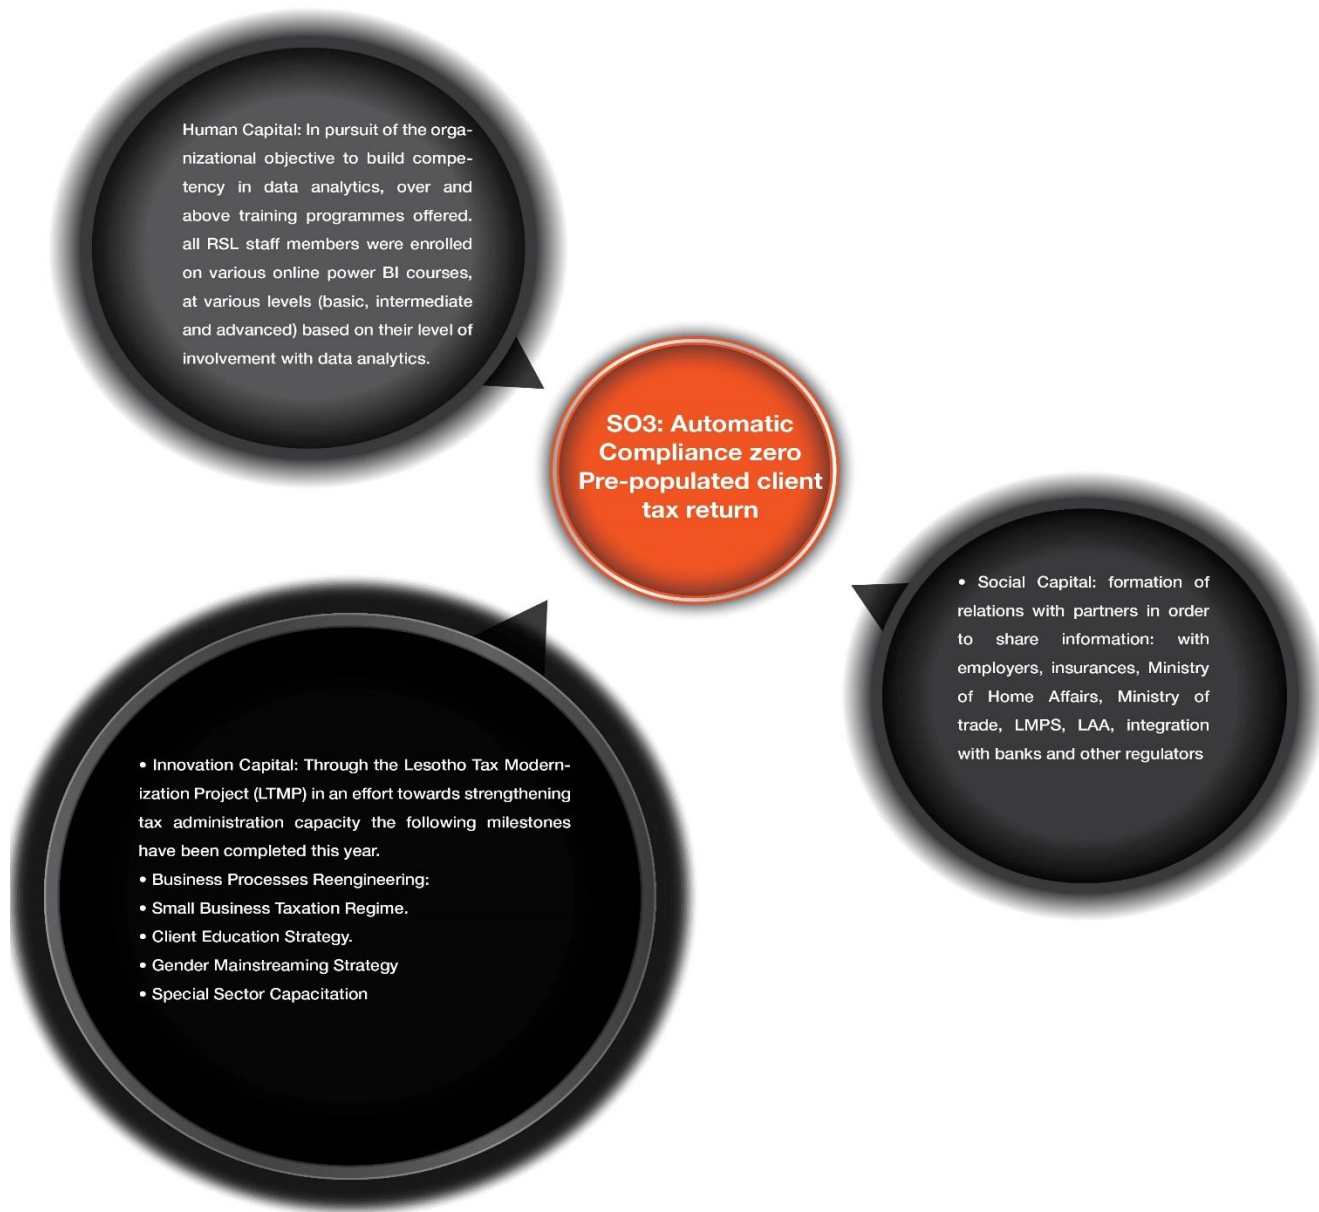 Human Capital: In pursuit of the orga-
nizational objective to build compe-
tency in data analytics, over and
above training programmes offered.
all RSL staff members were enrolled
on various online power BI courses,
at various levels (basic, intermediate
and advanced) based on their level of
involvement with data analytics.
SO3: Automatic
Compliance zero
Pre-populated client
tax return
• Social Capital: formation of
relations with partners in order
to share information: with
employers, insurances, Ministry
of Home Affairs, Ministry of
trade, LMPS, LAA, integration
with banks and other regulators
• Innovation Capital: Through the Lesotho Tax Modern-
ization Project (LTMP) in an effort towards strengthening
tax administration capacity the following milestones
have been completed this year.
• Business Processes Reengineering:
• Small Business Taxation Regime.
• Client Education Strategy.
• Gender Mainstreaming Strategy
• Special Sector Capacitation